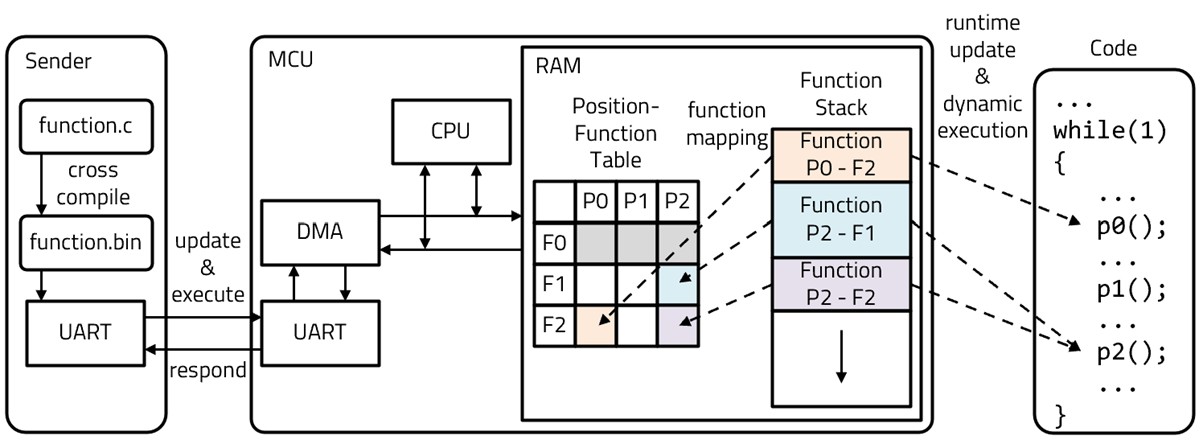 Sender
function.c
cross
compile
function.bin
UART
update
&
execute
respond
MCU
CPU
DMA
UART
RAM
Position-
Function
Table
P0 P1 P2
F0
F1
F2
function
mapping
Function
Stack
Function
P0 - F2
Function
P2 - F1
Function
P2 - F2
runtime
update
&
dynamic
execution
Code
...
while(1)
{
...
p0();
...
p1();
...
p2();
...
}